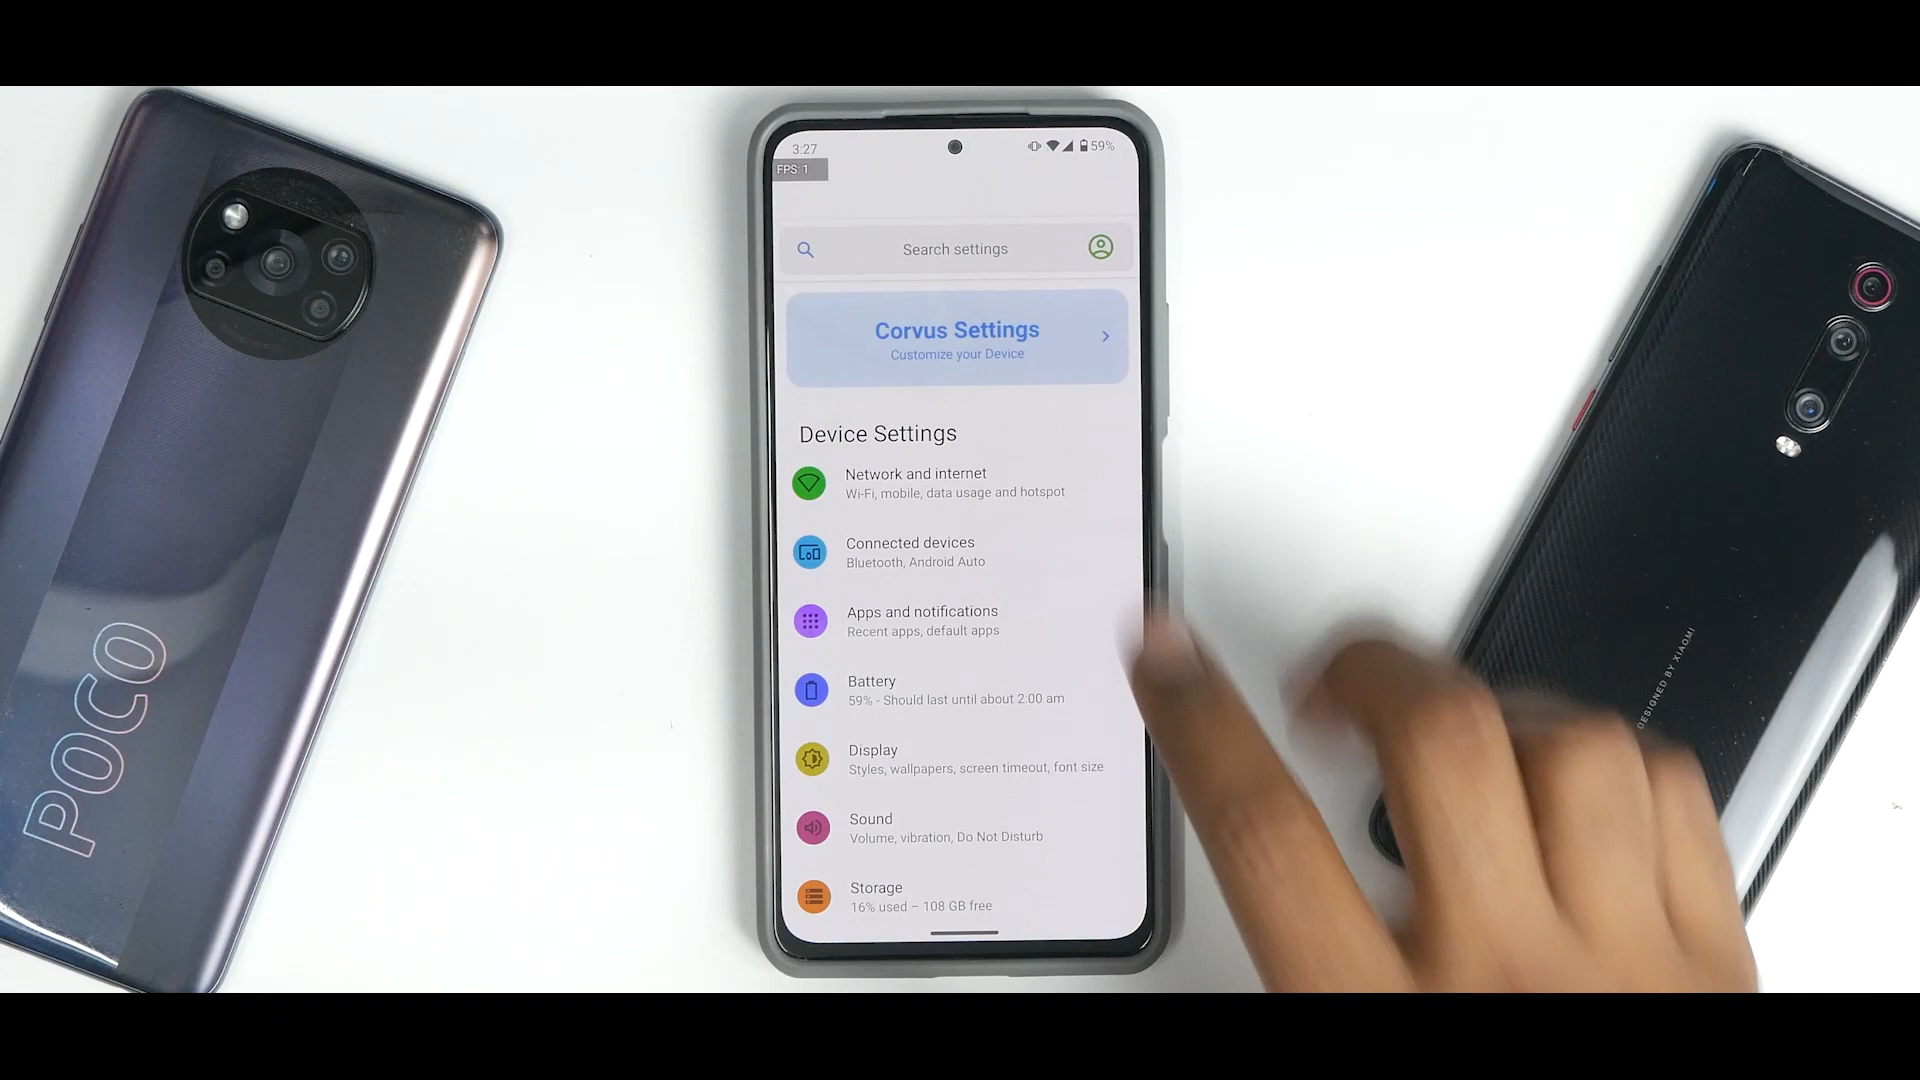 3:27
59%
FPS: 1
Search settings
Corvus Settings
Customize your Device
Device Settings
Network and internet
Wi-Fi, mobile, data usage and hotspot
Connected devices
Bluetooth, Android Auto
Apps and notifications
Recent apps, default apps
Battery
59% - Should last until about 2:00 am
Display
Styles, wallpapers, screen timeout, font size
Sound
Volume, vibration, Do Not Disturb
Storage
16% used – 108 GB free
POCO
DESIGNED BY XIAOMI